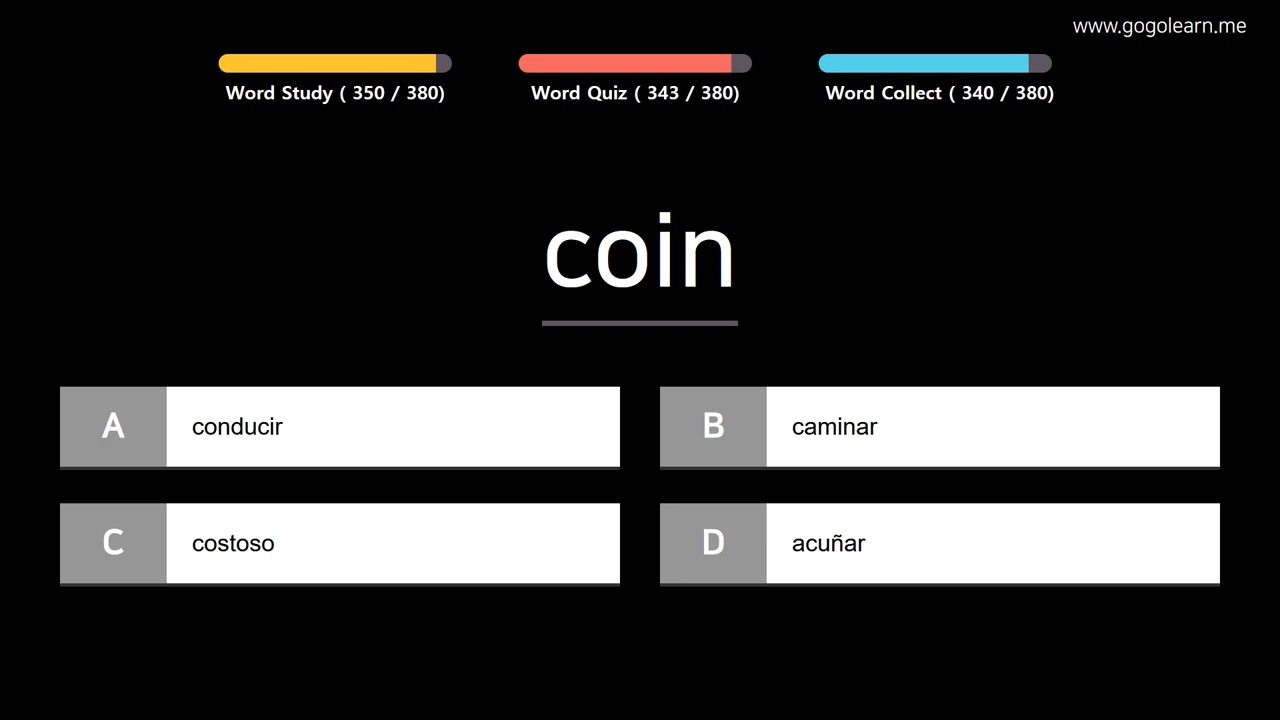 www.gogolearn.me
Word Study ( 350 / 380)
Word Quiz ( 343 / 380)
Word Collect ( 340 / 380)
coin
A conducir
B caminar
C costoso
D acuñar